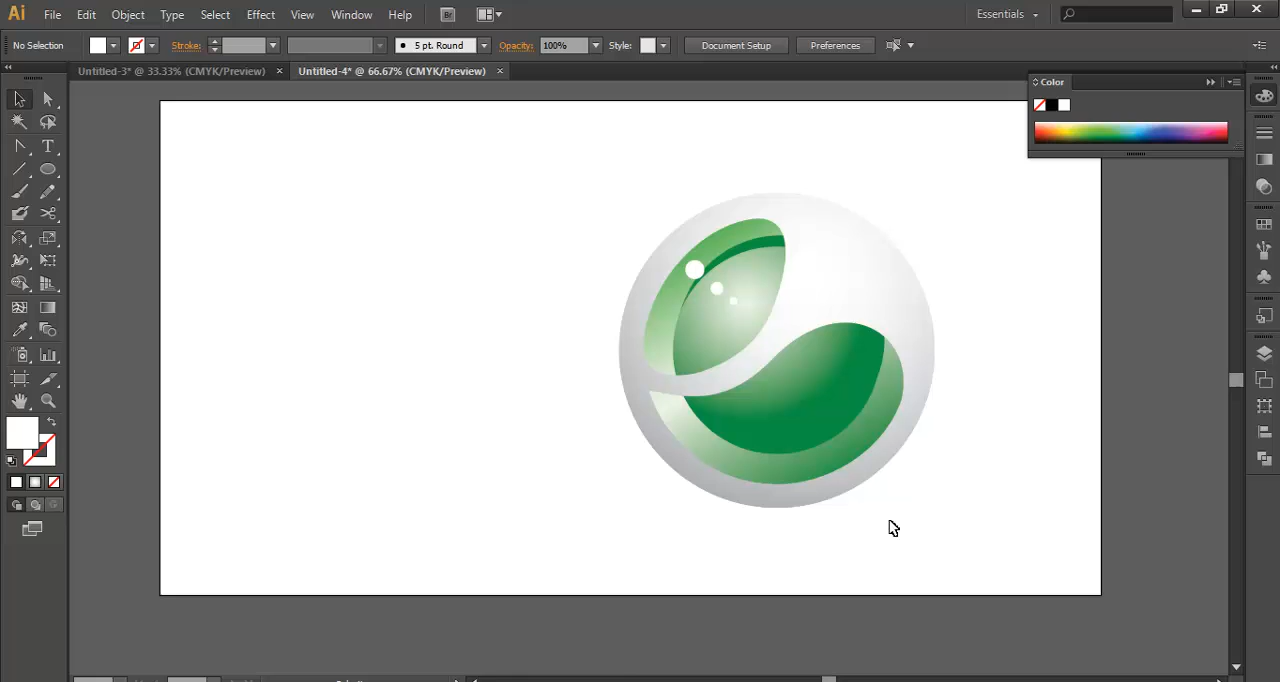 Ai File Edit Object Type Select Effect View Window Help Br Essentials
No Selection Stroke: 5 pt. Round Opacity: 100% Style: Document Setup Preferences
Untitled-3* @ 33.33% (CMYK/Preview) × Untitled-4* @ 66.67% (CMYK/Preview) ×
Color